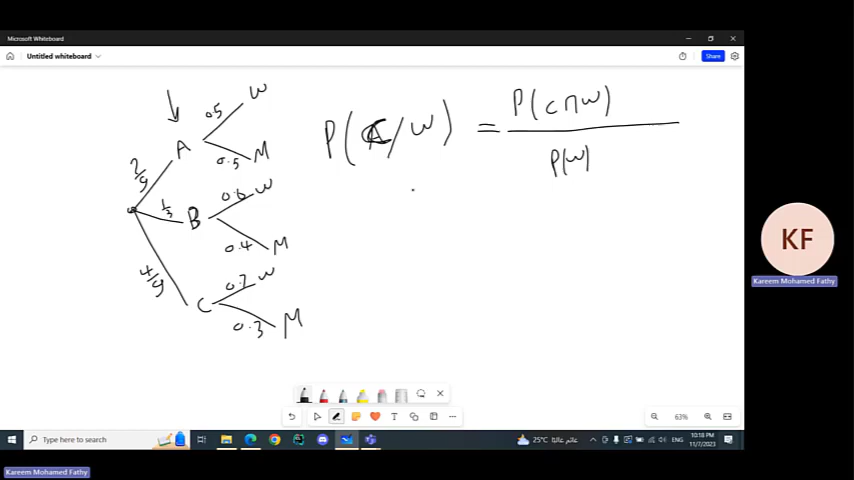 Microsoft Whiteboard
Untitled whiteboard
Share
0.5 W
A
0.5 M
2/9
1/3 B
0.6 W
0.4 M
4/9
C
0.7 W
0.3 M
P(C/W) = P(C∩W)
P(W)
KF
Kareem Mohamed Fathy
63%
Type here to search
25°C غائم غالبًا
ENG
10:18 PM
11/7/2023
Kareem Mohamed Fathy